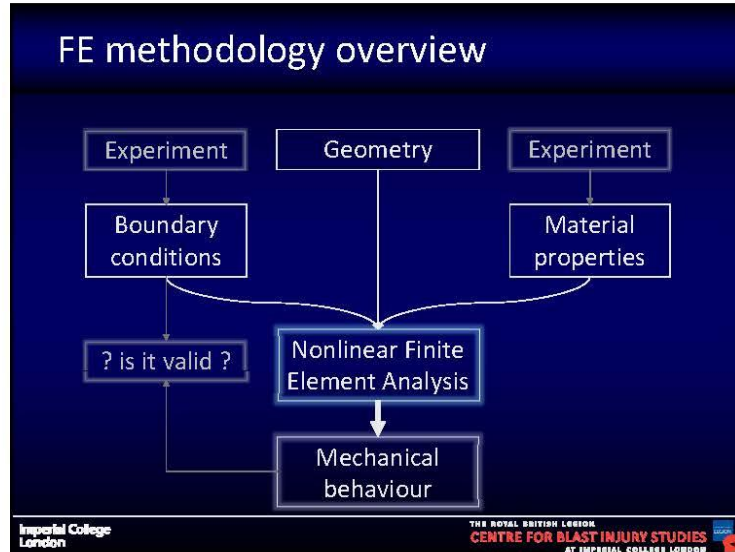 FE methodology overview
Experiment
Geometry
Experiment
Boundary
conditions
Material
properties
? is it valid ?
Nonlinear Finite
Element Analysis
Mechanical
behaviour
Imperial College
London
THE ROYAL BRITISH LEGION
CENTRE FOR BLAST INJURY STUDIES
AT IMPERIAL COLLEGE LONDON